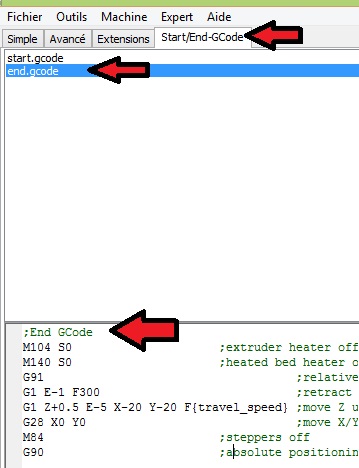 Fichier Outils Machine Expert Aide
Simple Avancé Extensions Start/End-GCode
start.gcode
end.gcode
;End GCode
M104 S0 ;extruder heater off
M140 S0 ;heated bed heater o
G91 ;relative
G1 E-1 F300 ;retract
G1 Z+0.5 E-5 X-20 Y-20 F{travel_speed} ;move Z u
G28 X0 Y0 ;move X/Y
M84 ;steppers off
G90 ;absolute positionin